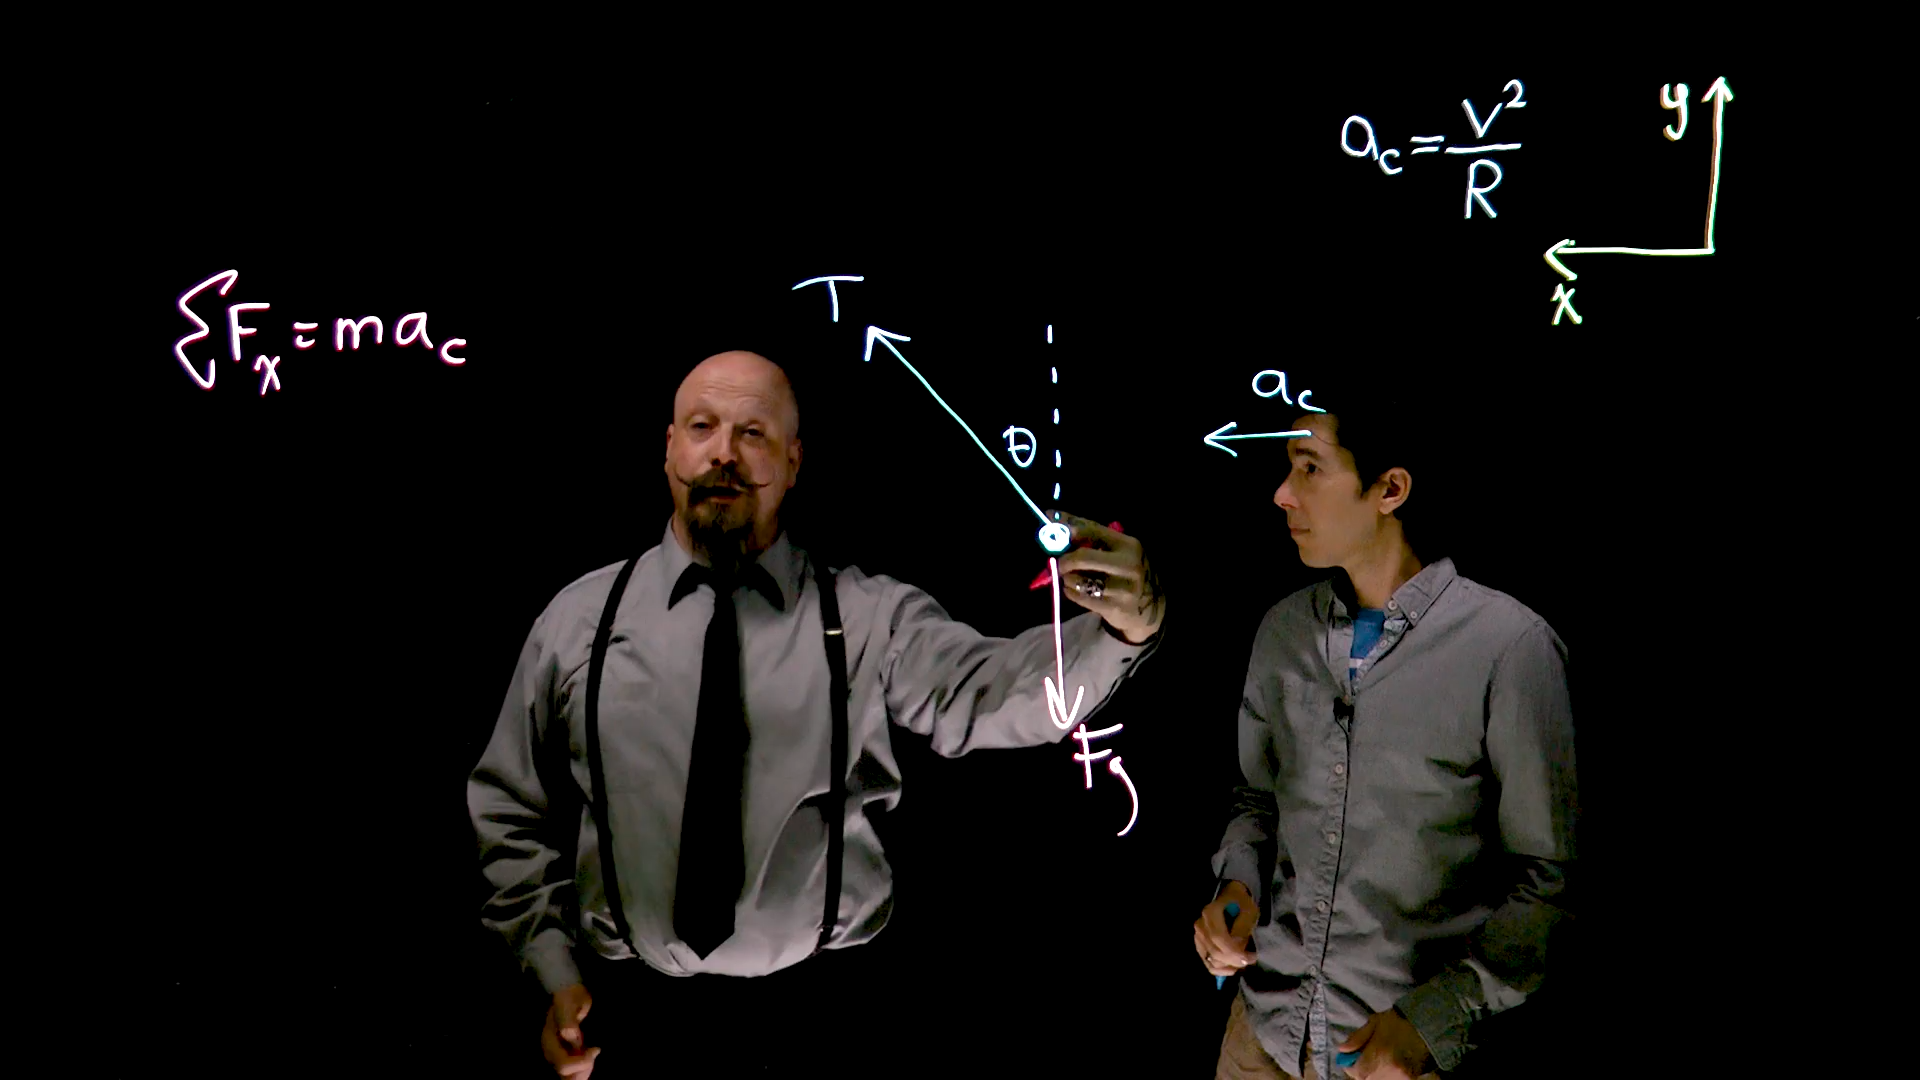 a_c = V²/R
y
x
ΣF_x = ma_c
T
θ
a_c
F_g